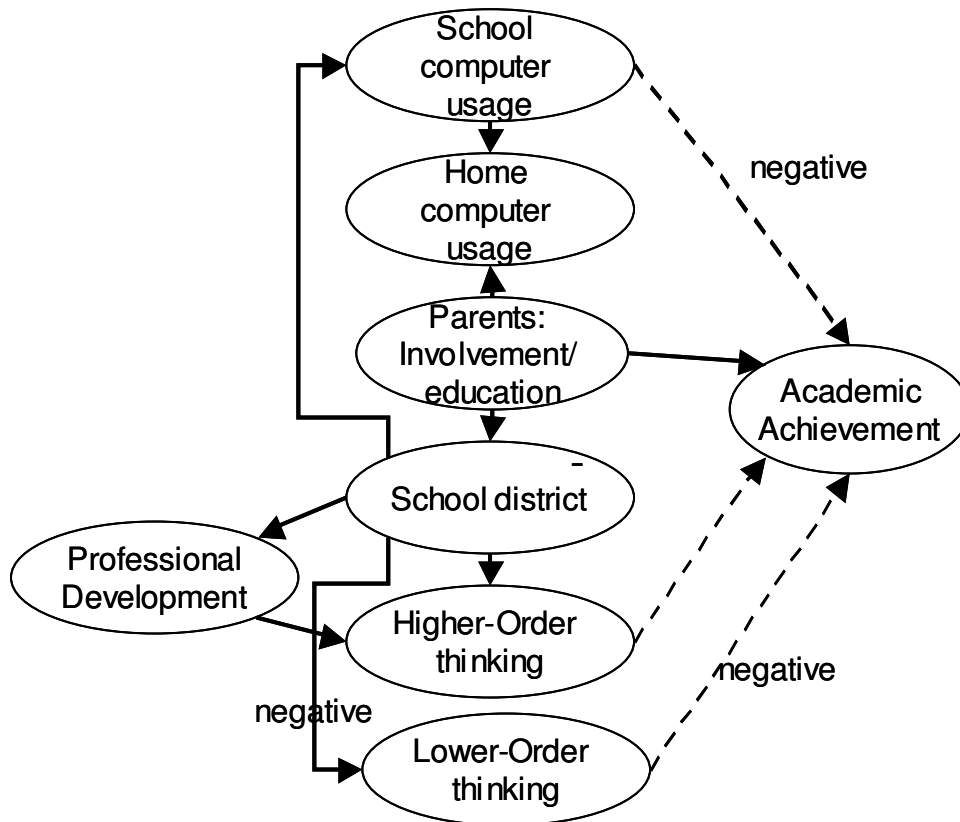 School
computer
usage
negative
Home
computer
usage
Parents:
Involvement/
education
Academic
Achievement
-
School district
Professional
Development
Higher-Order
thinking
negative
negative
Lower-Order
thinking